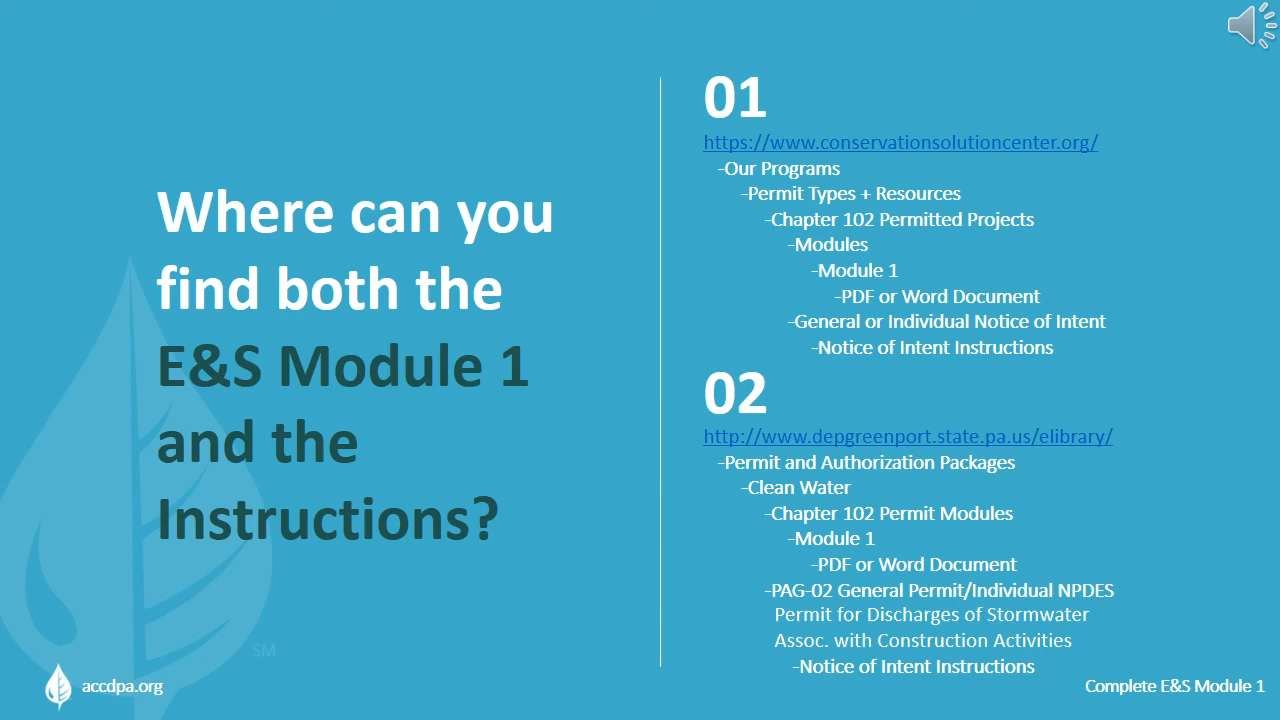 Where can you
find both the
E&S Module 1
and the
Instructions?
01
https://www.conservationsolutioncenter.org/
-Our Programs
-Permit Types + Resources
-Chapter 102 Permitted Projects
-Modules
-Module 1
-PDF or Word Document
-General or Individual Notice of Intent
-Notice of Intent Instructions
02
http://www.depgreenport.state.pa.us/elibrary/
-Permit and Authorization Packages
-Clean Water
-Chapter 102 Permit Modules
-Module 1
-PDF or Word Document
-PAG-02 General Permit/Individual NPDES
Permit for Discharges of Stormwater
Assoc. with Construction Activities
-Notice of Intent Instructions
SM
accdpa.org
Complete E&S Module 1